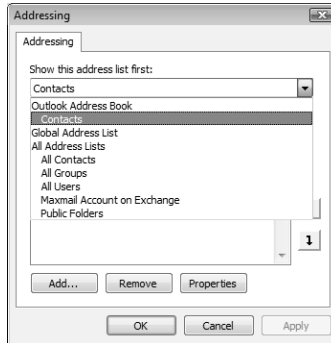 Addressing
Addressing
Show this address list first:
Contacts
Outlook Address Book
Contacts
Global Address List
All Address Lists
All Contacts
All Groups
All Users
Maxmail Account on Exchange
Public Folders
Add... Remove Properties
OK Cancel Apply